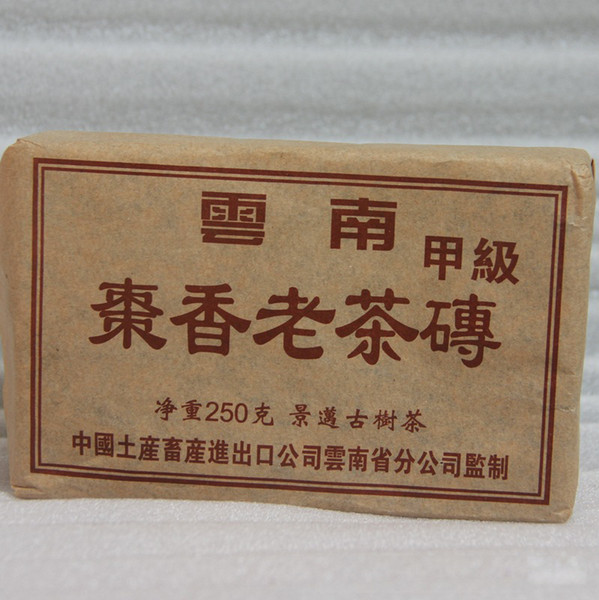 雲南
甲級
棗香老茶磚
净重250克 景邁古樹茶
中國土産畜産進出口公司雲南省分公司監制